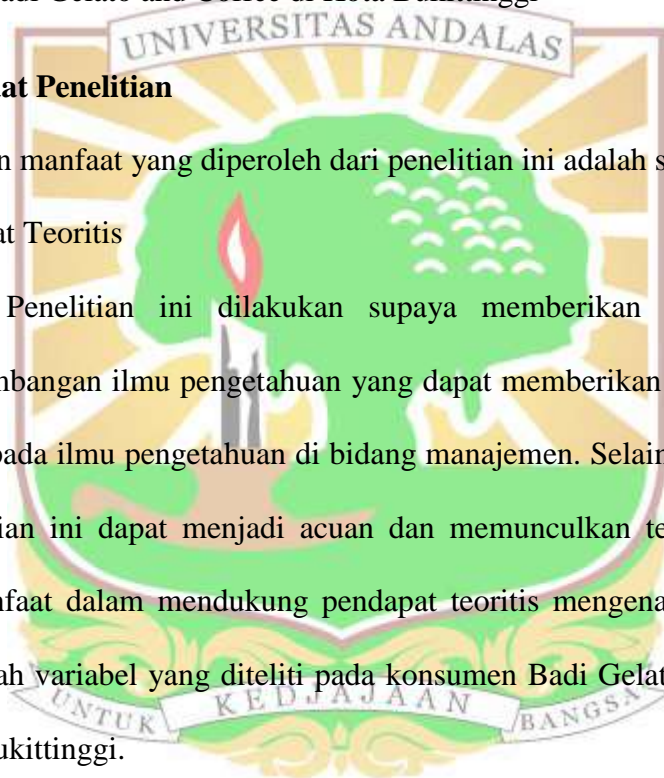 adi Gelato and Coffee di Kota Bukittinggi
UNIVERSITAS ANDALAS
at Penelitian
n manfaat yang diperoleh dari penelitian ini adalah s
at Teoritis
Penelitian ini dilakukan supaya memberikan
mbangan ilmu pengetahuan yang dapat memberikan
pada ilmu pengetahuan di bidang manajemen. Selain
ian ini dapat menjadi acuan dan memunculkan te
nfaat dalam mendukung pendapat teoritis mengena
ah variabel yang diteliti pada konsumen Badi Gelat
UNTUK KEDJAJAAN BANGSA
ukittinggi.